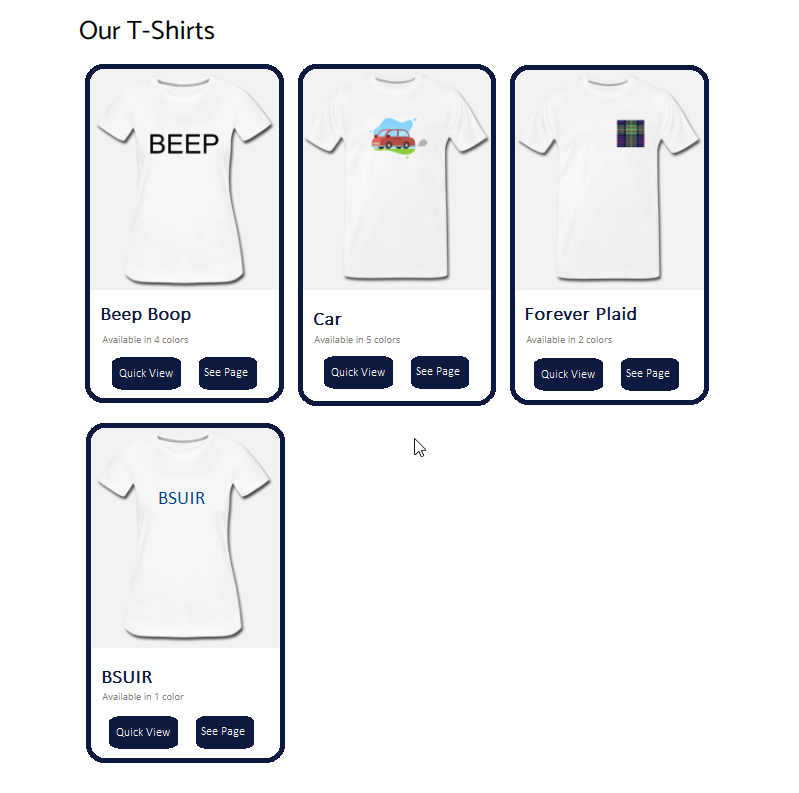 Our T-Shirts
BEEP
Beep Boop
Available in 4 colors
Quick View
See Page
Car
Available in 5 colors
Quick View
See Page
Forever Plaid
Available in 2 colors
Quick View
See Page
BSUIR
BSUIR
Available in 1 color
Quick View
See Page